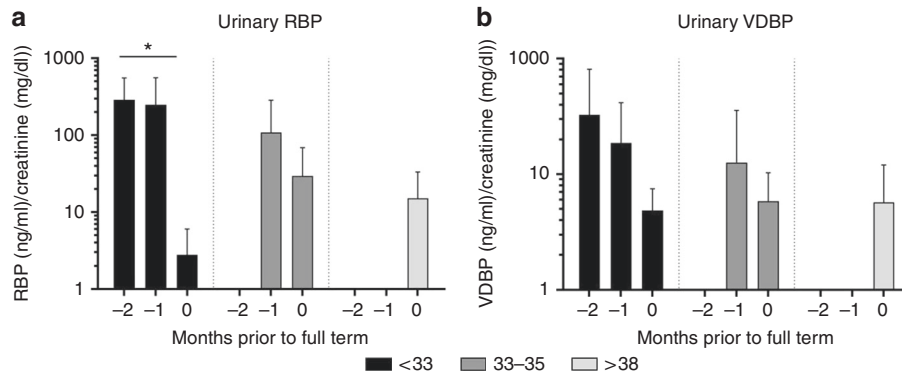 a
Urinary RBP
RBP (ng/ml)/creatinine (mg/dl))
1000
100
10
1
*
–2 –1 0 –2 –1 0 –2 –1 0
Months prior to full term
b
Urinary VDBP
VDBP (ng/ml)/creatinine (mg/dl))
1000
10
1
–2 –1 0 –2 –1 0 –2 –1 0
Months prior to full term
<33 33–35 >38